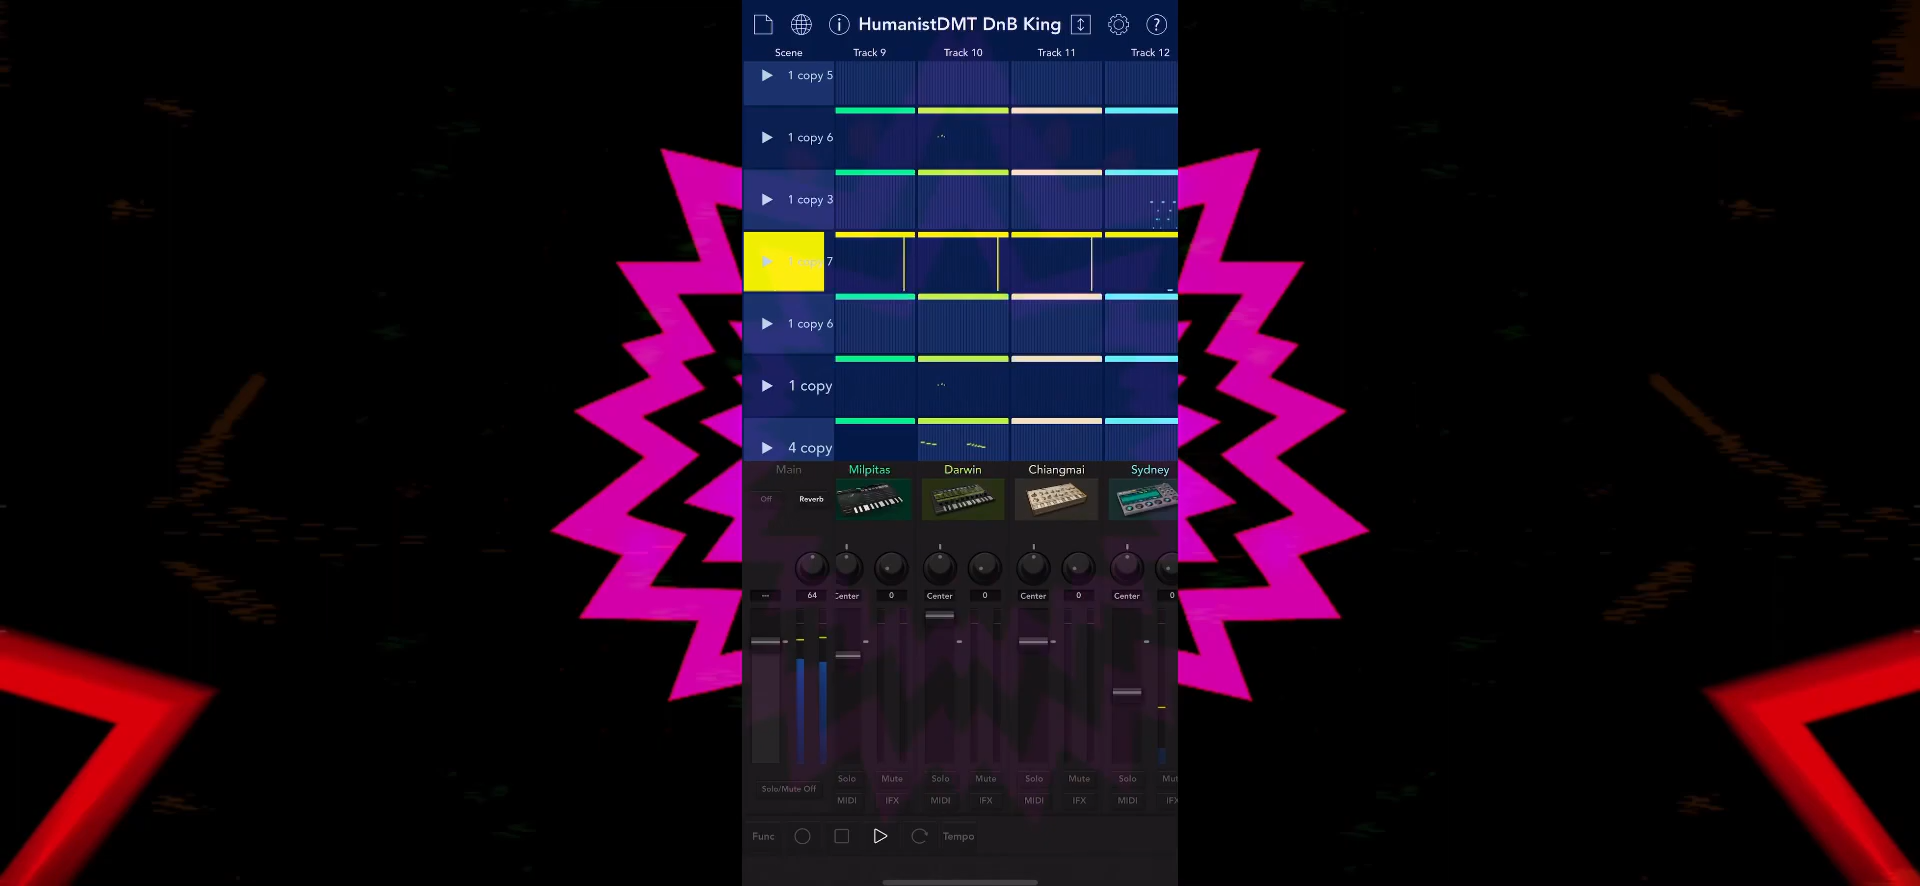 HumanistDMT DnB King
Scene Track 9 Track 10 Track 11 Track 12
1 copy 5
1 copy 6
1 copy 3
copy 7
1 copy 6
1 copy
4 copy
Main Milpitas Darwin Chiangmai Sydney
Off Reverb
--- 64 Center 0 Center 0 Center 0 Center 0
Solo Mute Solo Mute Solo Mute Solo Mut
Solo/Mute Off
MIDI IFX MIDI IFX MIDI IFX MIDI IFX
Func Tempo